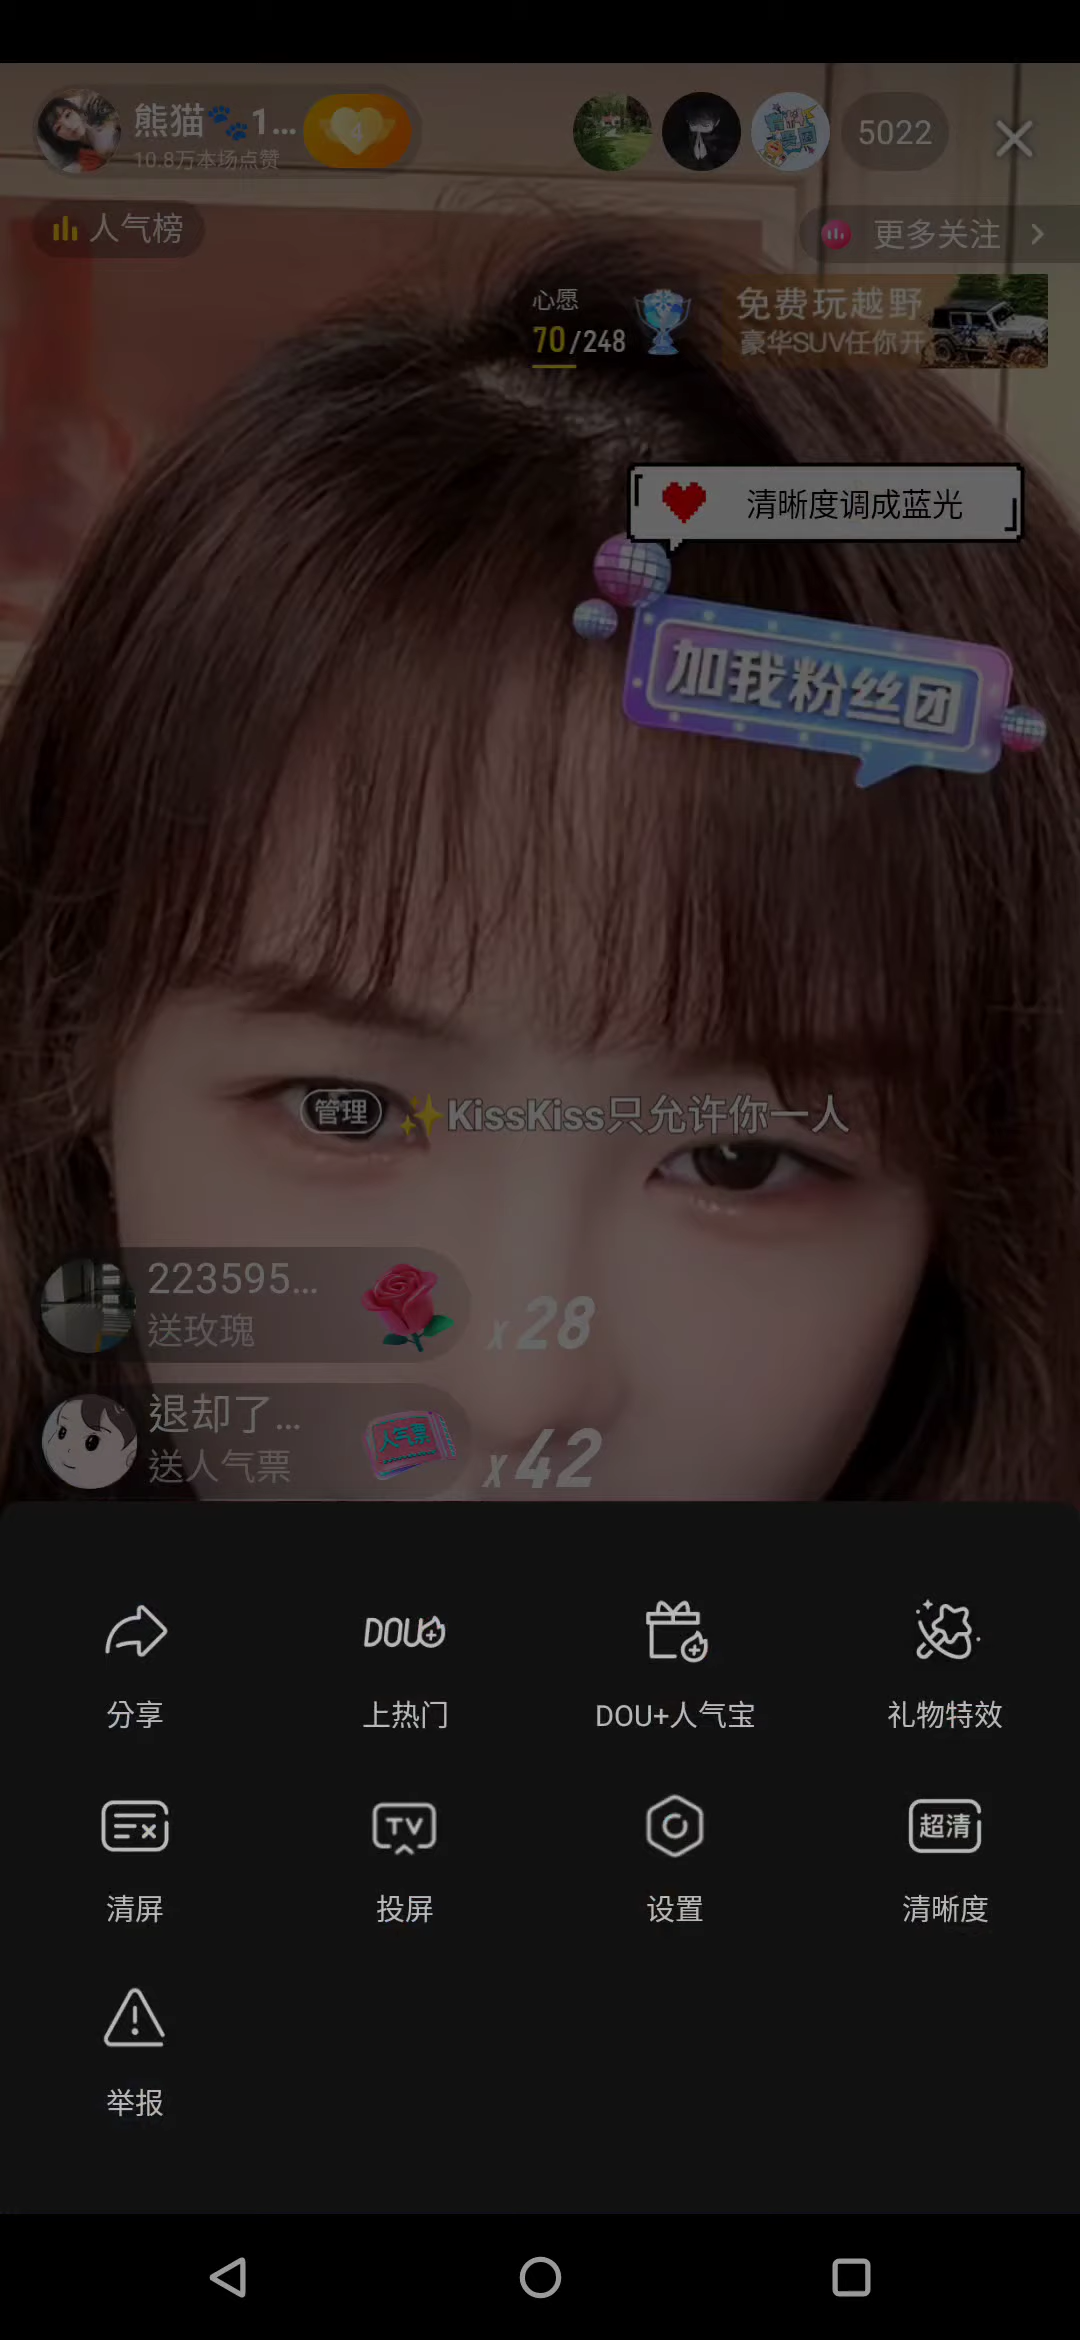 熊猫🐾1...
10.8万本场点赞
4
5022
人气榜
更多关注
心愿
70/248
免费玩越野
豪华SUV任你开
清晰度调成蓝光
加我粉丝团
管理 ✨KissKiss只允许你一人
223595...
送玫瑰
x28
退却了...
送人气票
人气票
x42
DOU+
分享
上热门
DOU+人气宝
礼物特效
TV
超清
清屏
投屏
设置
清晰度
举报